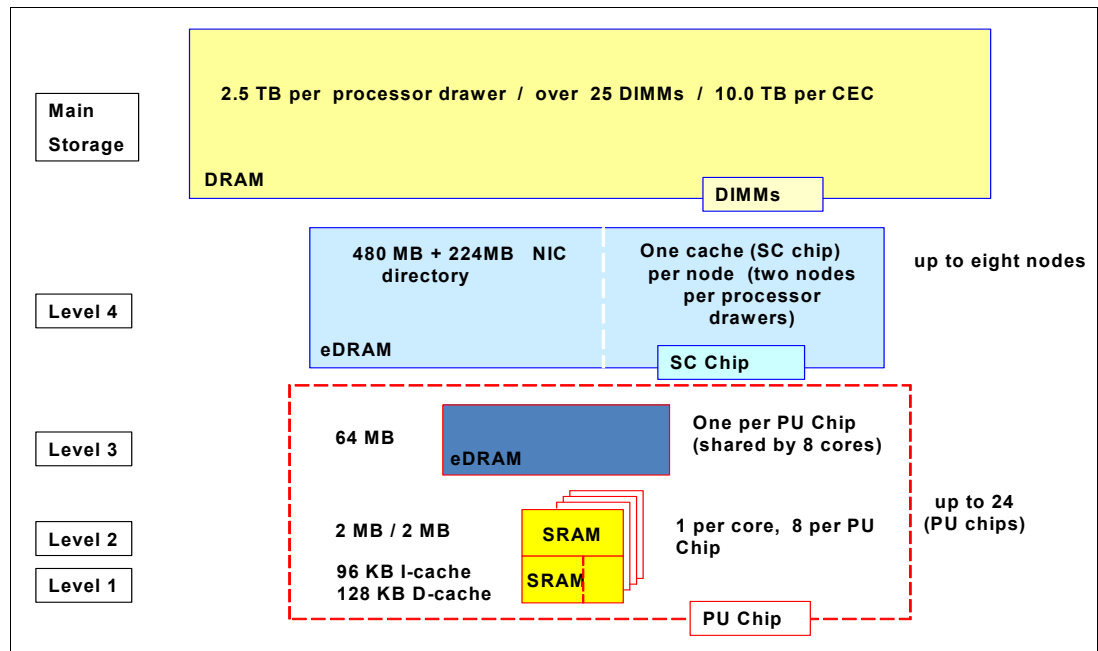 Main
Storage
2.5 TB per processor drawer / over 25 DIMMs / 10.0 TB per CEC
DRAM
DIMMs
Level 4
480 MB + 224MB NIC
directory
eDRAM
One cache (SC chip)
per node (two nodes
per processor
drawers)
SC Chip
up to eight nodes
Level 3
64 MB
eDRAM
One per PU Chip
(shared by 8 cores)
Level 2
2 MB / 2 MB
SRAM
1 per core, 8 per PU
Chip
up to 24
(PU chips)
Level 1
96 KB I-cache
128 KB D-cache
SRAM
PU Chip